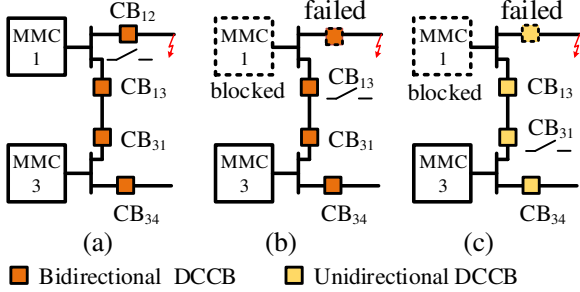 CB12
MMC
1
CB13
CB31
MMC
3
CB34
(a)
failed
MMC
1
blocked
CB13
CB31
MMC
3
CB34
(b)
failed
MMC
1
blocked
CB13
CB31
MMC
3
CB34
(c)
Bidirectional DCCB
Unidirectional DCCB